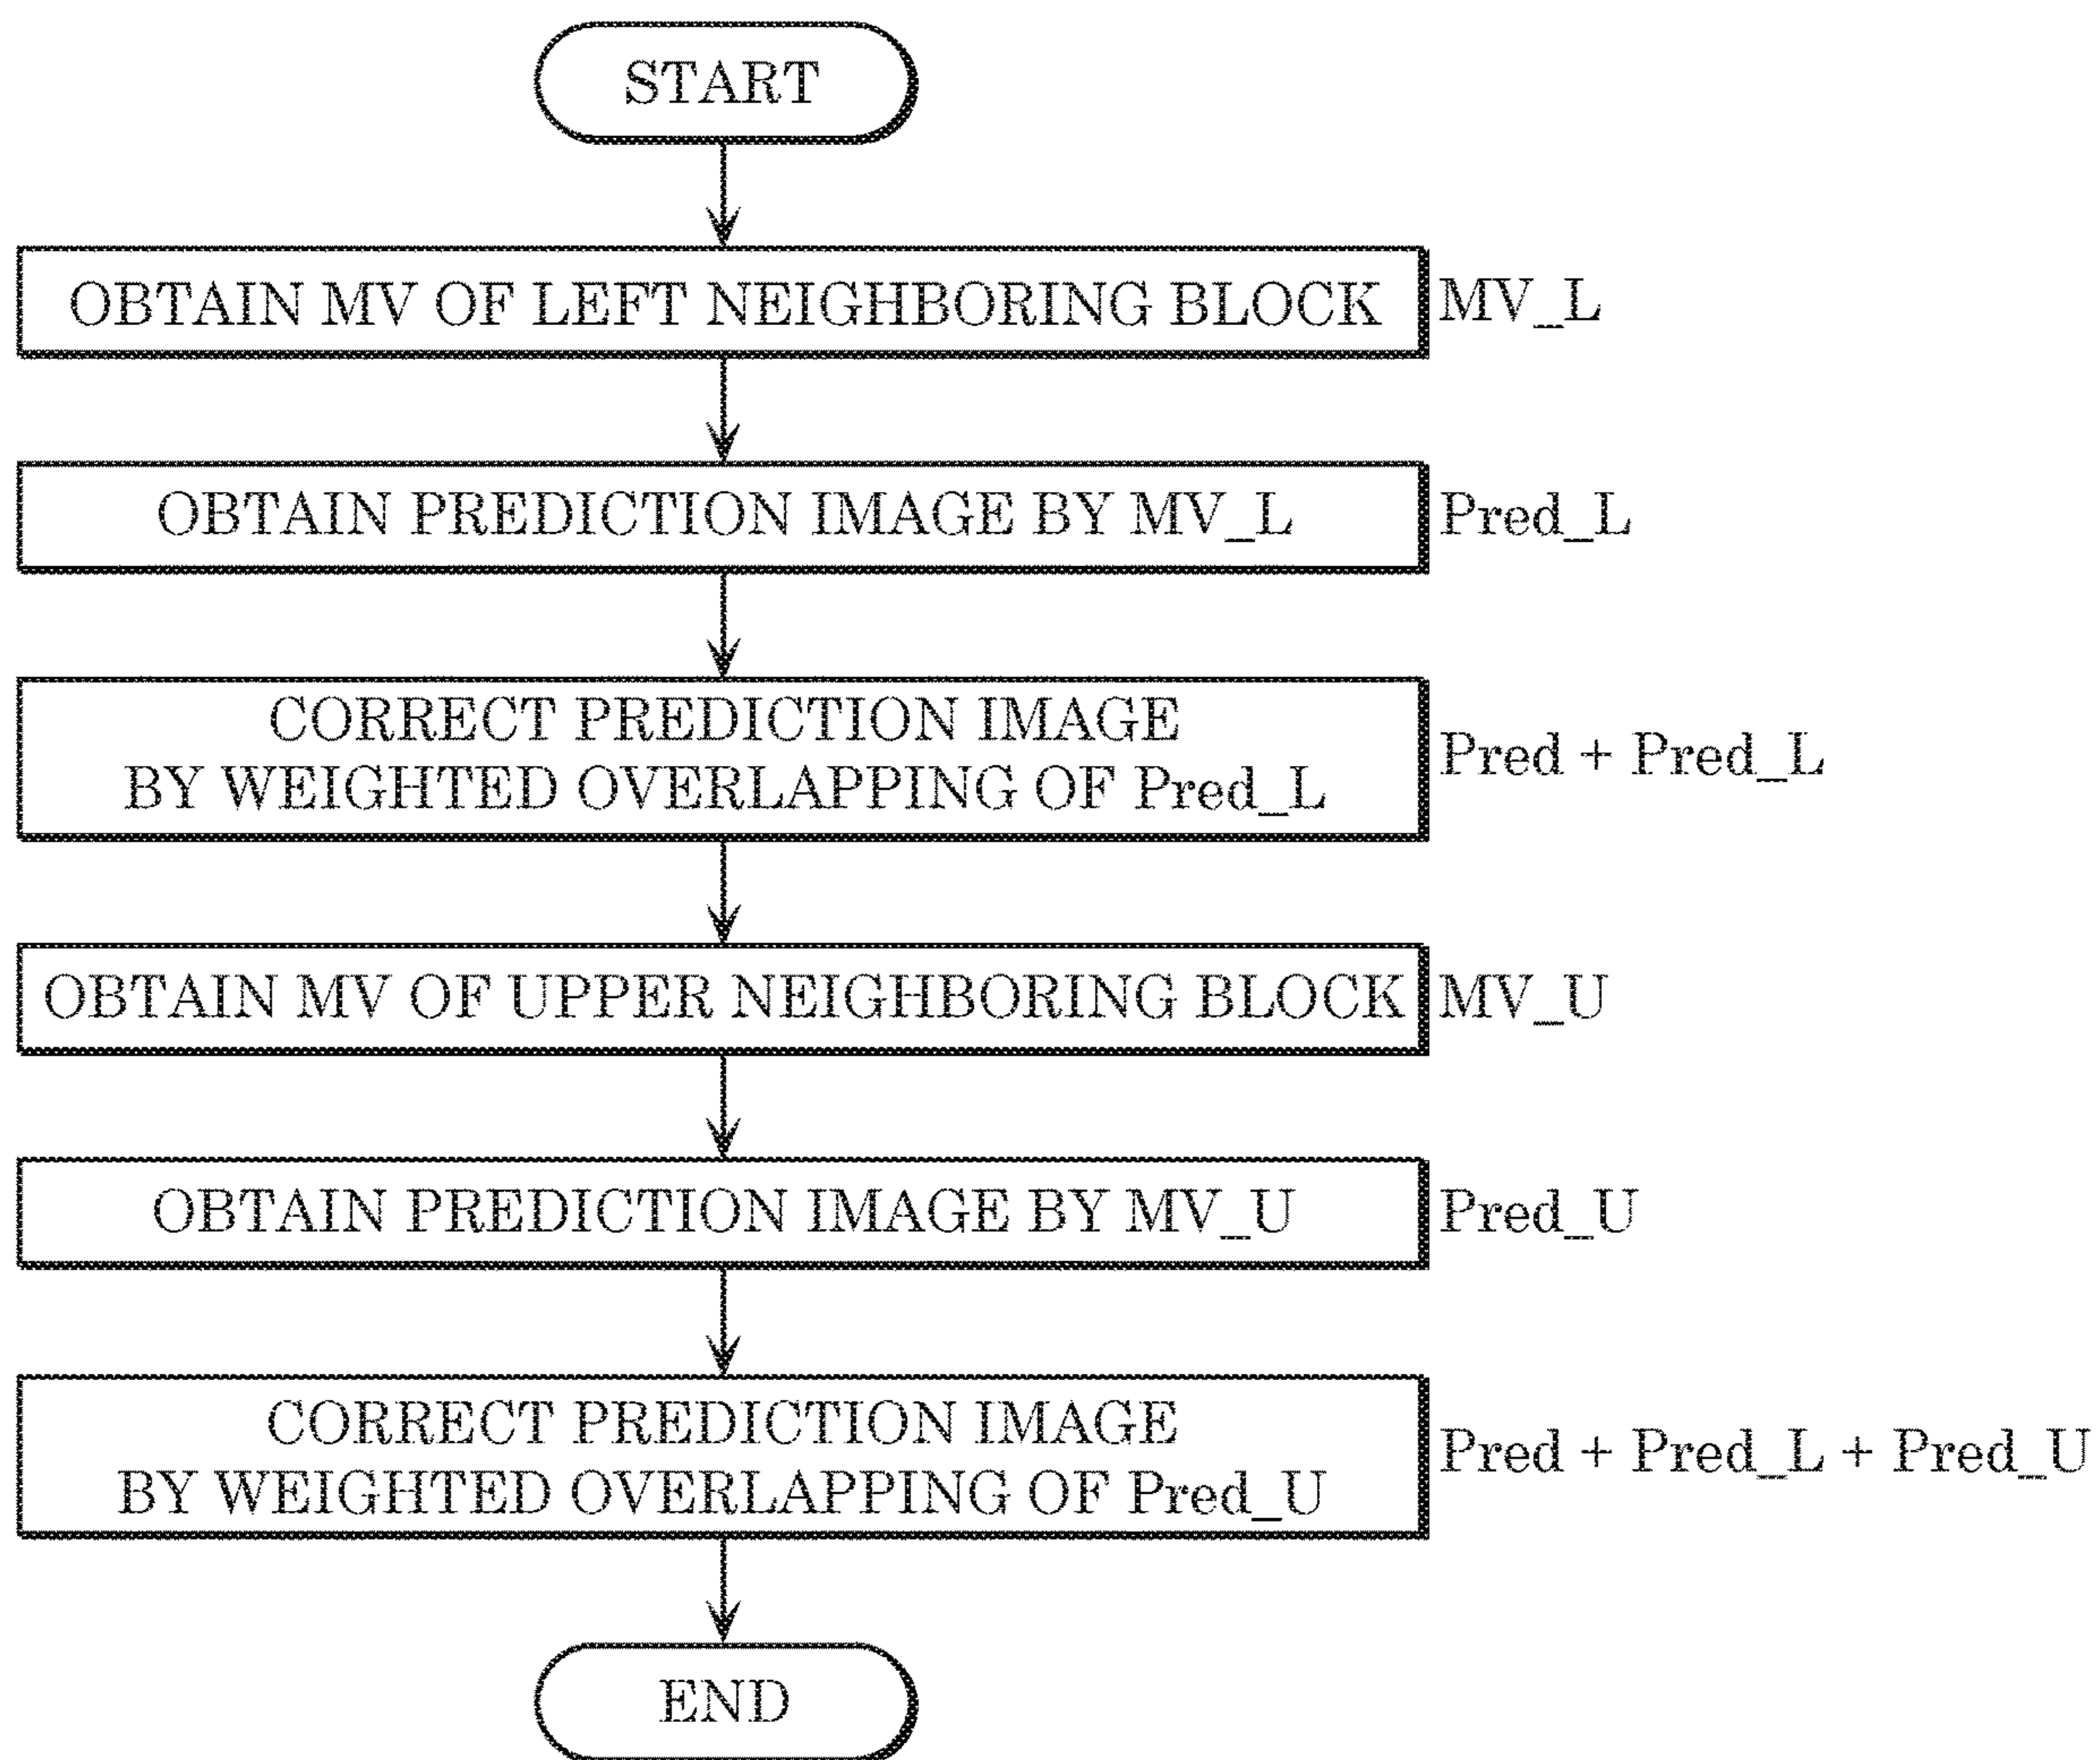 START
OBTAIN MV OF LEFT NEIGHBORING BLOCK
MV_L
OBTAIN PREDICTION IMAGE BY MV_L
Pred_L
CORRECT PREDICTION IMAGE
BY WEIGHTED OVERLAPPING OF Pred_L
Pred + Pred_L
OBTAIN MV OF UPPER NEIGHBORING BLOCK
MV_U
OBTAIN PREDICTION IMAGE BY MV_U
Pred_U
CORRECT PREDICTION IMAGE
BY WEIGHTED OVERLAPPING OF Pred_U
Pred + Pred_L + Pred_U
END